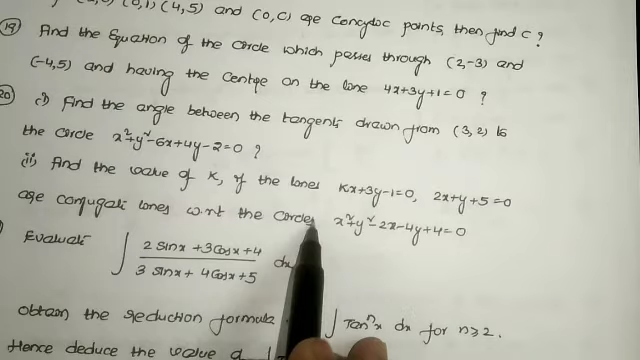 (0,1) (4,5) and (0,C) are Concyclic points, then find C?
19 Find the Equation of the Circle which passes through (2,-3) and
(-4,5) and having the Centre on the line 4x+3y+1=0 ?
20 (i) Find the angle between the tangents drawn from (3,2) to
the circle x²+y²-6x+4y-2=0 ?
(ii) Find the value of K, if the lines Kx+3y-1=0, 2x+y+5=0
are conjugate lines w.r.t the Circle x²+y²-2x-4y+4=0
Evaluate ∫ (2 sinx + 3Cosx + 4)/(3 sinx + 4Cosx + 5) dx
obtain the reduction formula ∫ Tanⁿx dx for n≥2.
Hence deduce the value of